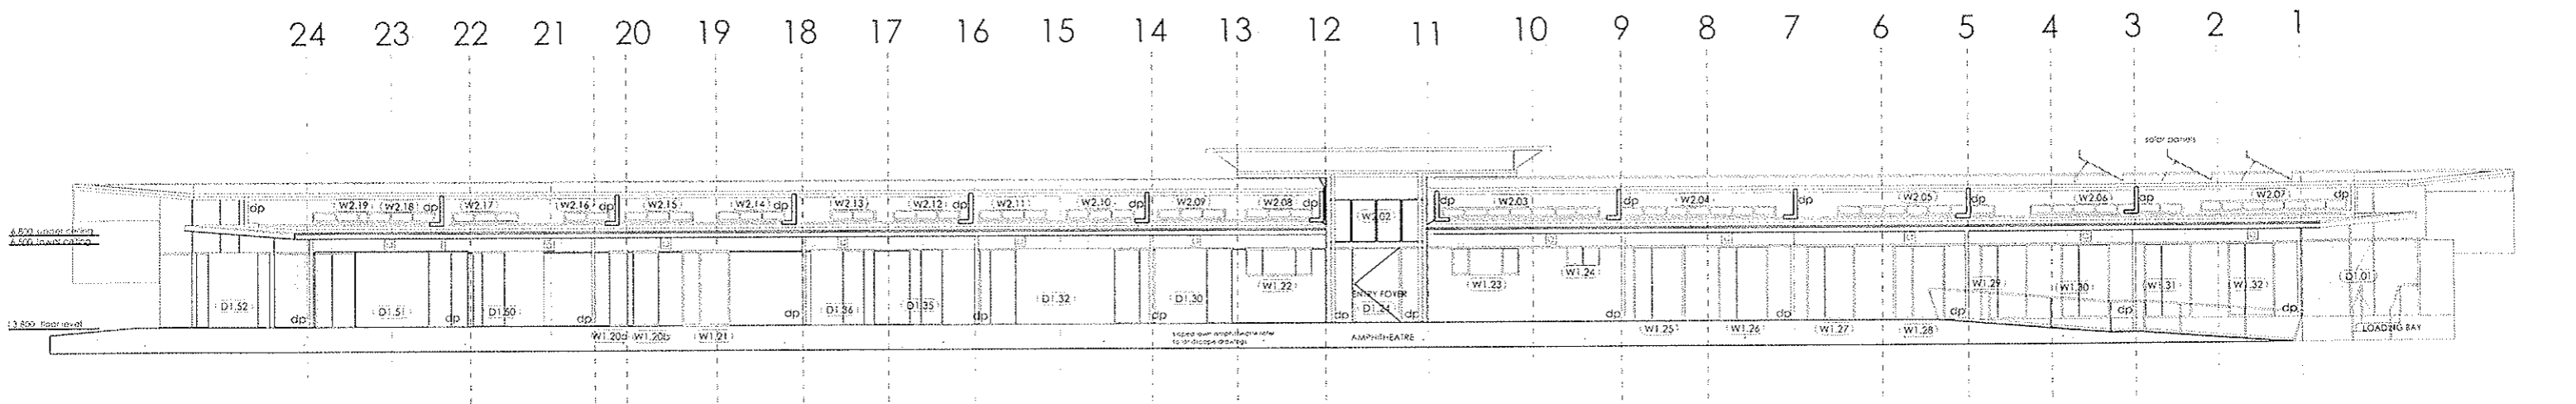 24 23 22 21 20 19 18 17 16 15 14 13 12 11 10 9 8 7 6 5 4 3 2 1
solar panels
dp W2.19 W2.18 dp W2.17 W2.16 dp W2.15 W2.14 dp W2.13 W2.12 dp W2.11 W2.10 dp W2.09 W2.08 dp W2.02 dp W2.03 dp W2.04 dp W2.05 dp W2.06 dp W2.07 dp
6.800 upper ceiling
6.500 lower ceiling
D1.52 dp D1.51 dp D1.50 dp dp D1.36 D1.35 dp D1.32 dp D1.30 W1.22 dp ENTRY FOYER dp W1.23 W1.24 dp dp dp W1.29 W1.30 dp W1.31 W1.32 dp D1.01
3.800 floor level
W1.20b W1.21 W1.25 W1.26 W1.27 W1.28 LOADING BAY
to landscape drawings
AMPHITHEATRE